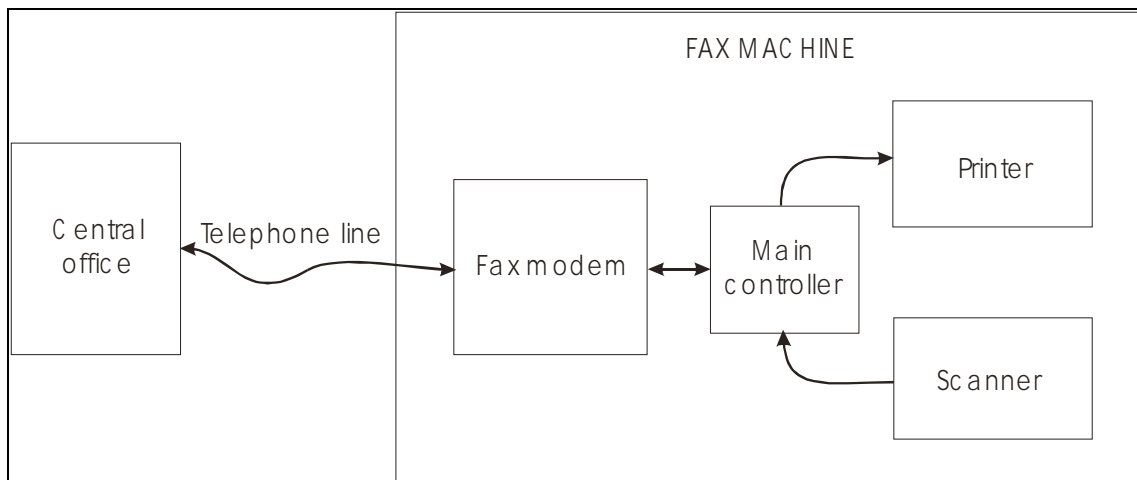 FAX MACHINE
Printer
Central
office
Telephone line
Faxmodem
Main
controller
Scanner